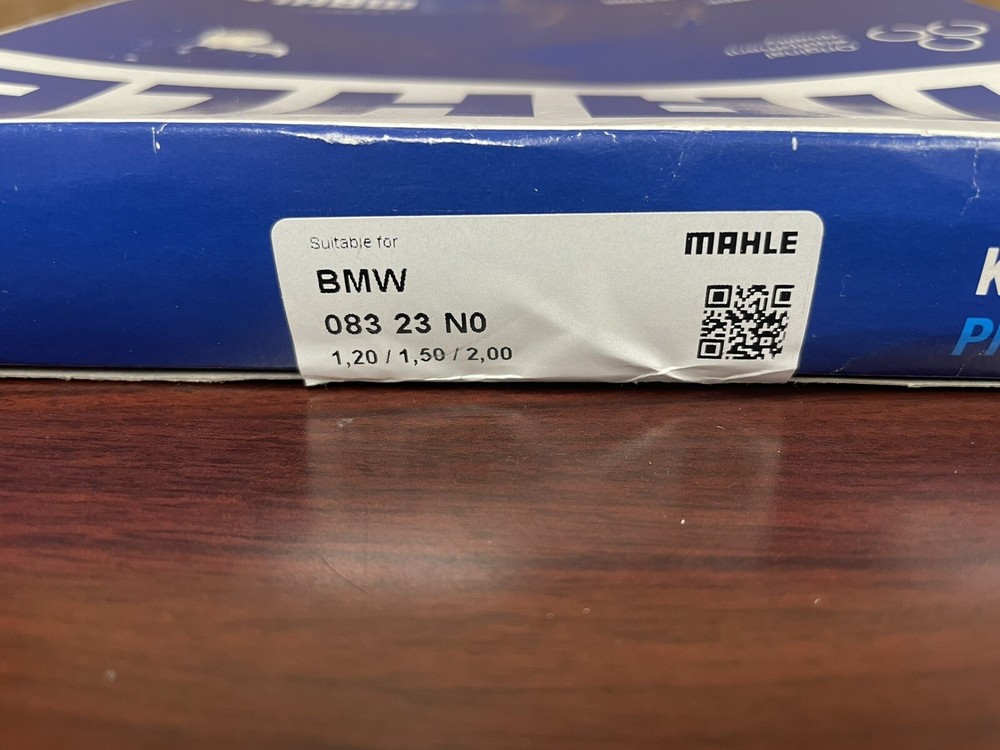 Suitable for
MAHLE
BMW
083 23 N0
1,20 / 1,50 / 2,00